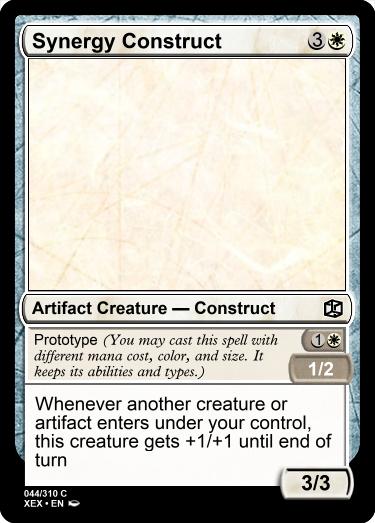 Synergy Construct 3
Artifact Creature — Construct
Prototype (You may cast this spell with 1
different mana cost, color, and size. It
keeps its abilities and types.) 1/2
Whenever another creature or
artifact enters under your control,
this creature gets +1/+1 until end of
turn
3/3
044/310 C
XEX • EN